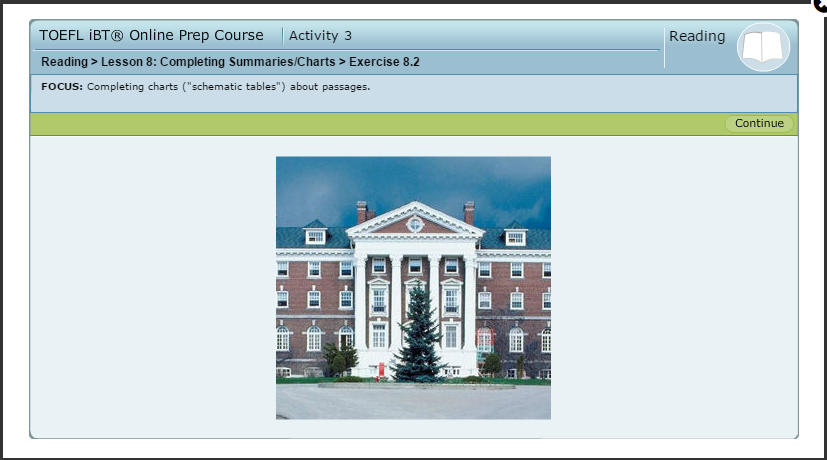 TOEFL iBT® Online Prep Course
Activity 3
Reading
Reading > Lesson 8: Completing Summaries/Charts > Exercise 8.2
FOCUS: Completing charts ("schematic tables") about passages.
Continue